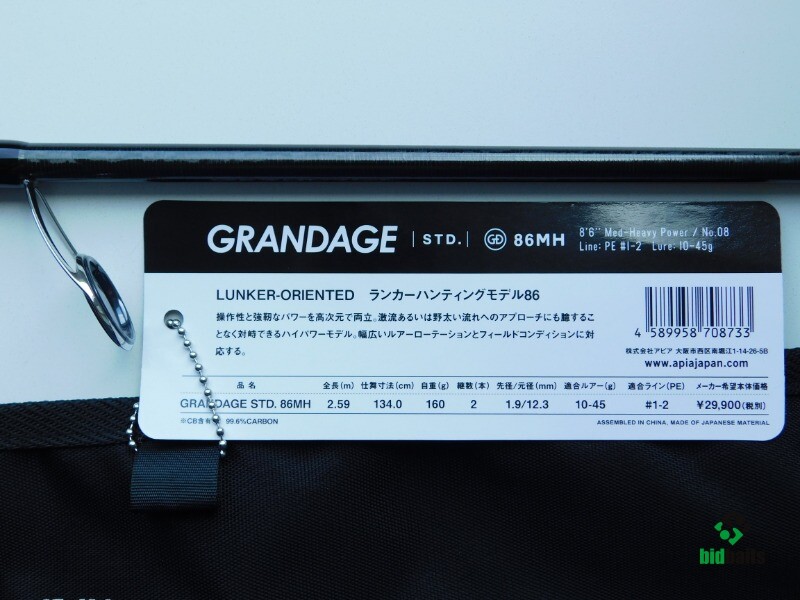 GRANDAGE | STD. | GD 86MH
8'6" Med-Heavy Power / No.08
Line: PE #1-2 Lure: 10-45g
LUNKER-ORIENTED ランカーハンティングモデル86
操作性と強靭なパワーを高次元で両立。激流あるいは野太い流れへのアプローチにも臆するこ
となく対峙できるハイパワーモデル。幅広いルアーローテーションとフィールドコンディションに対
応する。
4 589958 708733
株式会社アピア 大阪市西区南堀江1-14-26-5B
www.apiajapan.com
品名 全長(m) 仕舞寸法(cm) 自重(g) 継数(本) 先径/元径(mm) 適合ルアー(g) 適合ライン(PE) メーカー希望本体価格
GRANDAGE STD. 86MH 2.59 134.0 160 2 1.9/12.3 10-45 #1-2 ¥29,900(税別)
※CB含有 99.6%CARBON
ASSEMBLED IN CHINA, MADE OF JAPANESE MATERIAL
bidbaits